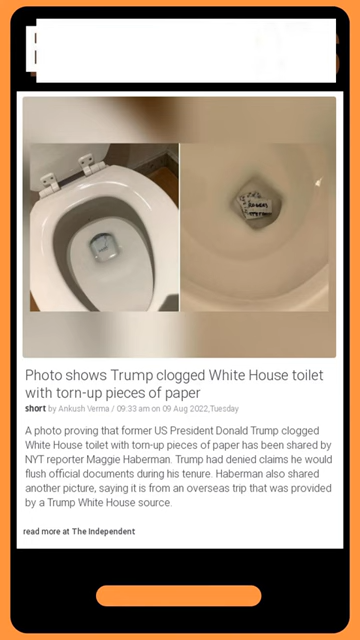 Photo shows Trump clogged White House toilet
with torn-up pieces of paper
short by Ankush Verma / 09:33 am on 09 Aug 2022,Tuesday
A photo proving that former US President Donald Trump clogged
White House toilet with torn-up pieces of paper has been shared by
NYT reporter Maggie Haberman. Trump had denied claims he would
flush official documents during his tenure. Haberman also shared
another picture, saying it is from an overseas trip that was provided
by a Trump White House source.
read more at The Independent